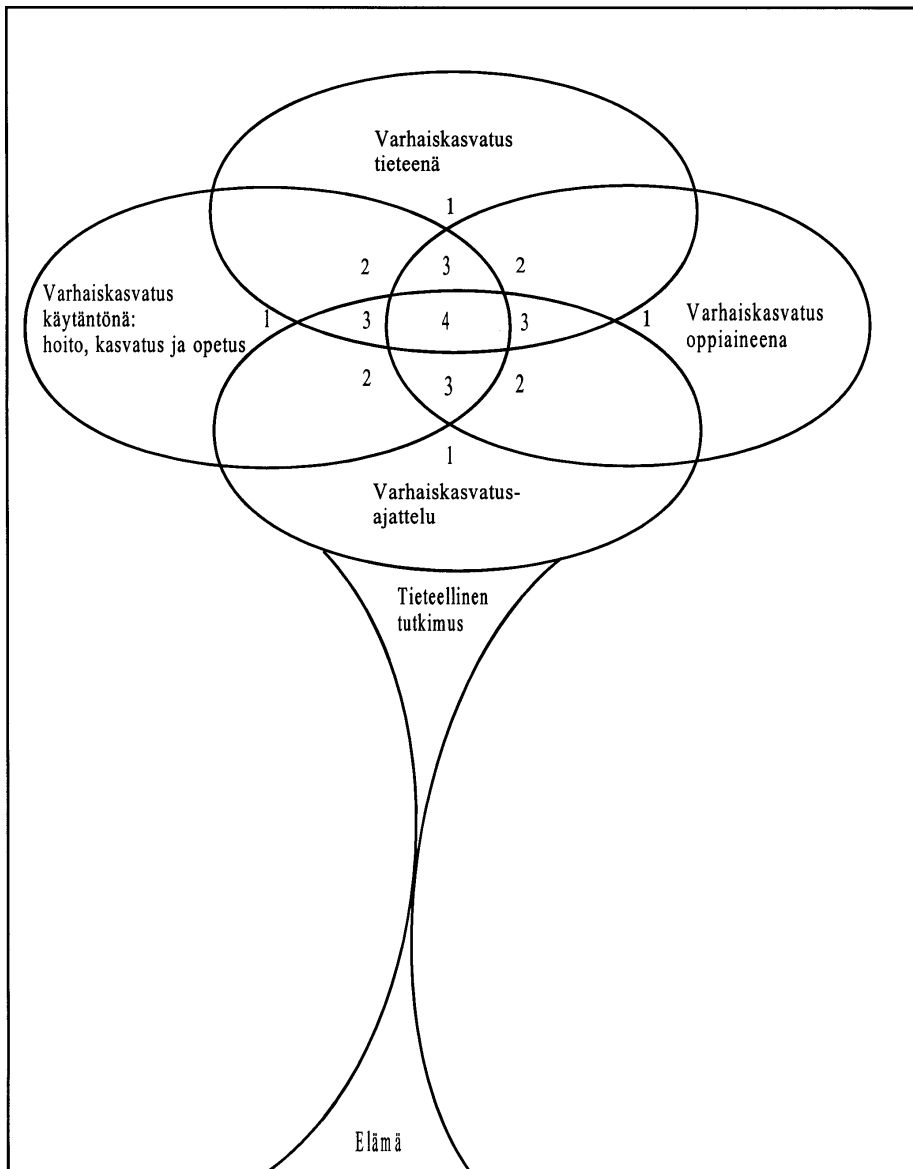 Varhaiskasvatus
tieteenä
1
2 3 2
Varhaiskasvatus
käytäntönä:
hoito, kasvatus ja opetus
1 3 4 3 1
Varhaiskasvatus
oppiaineena
2 3 2
1
Varhaiskasvatus-
ajattelu
Tieteellinen
tutkimus
Elämä